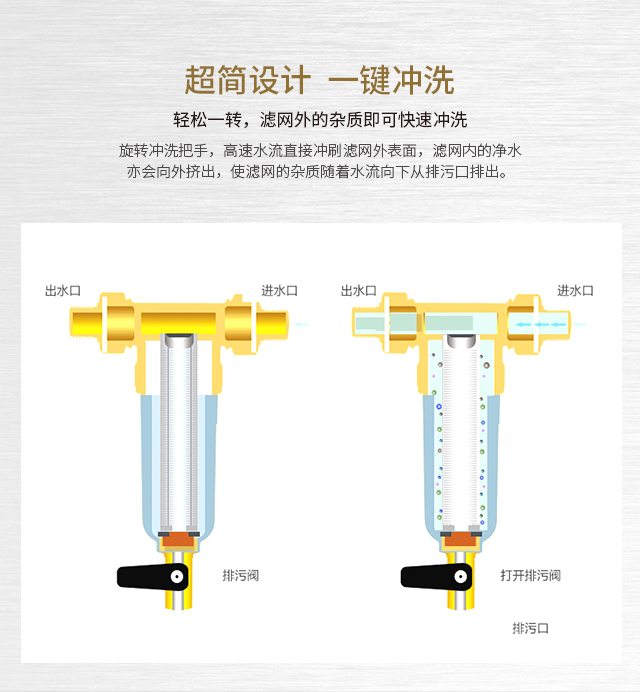 超简设计 一键冲洗
轻松一转，滤网外的杂质即可快速冲洗
旋转冲洗把手，高速水流直接冲刷滤网外表面，滤网内的净水
亦会向外挤出，使滤网的杂质随着水流向下从排污口排出。
出水口 进水口 出水口 进水口
排污阀 打开排污阀
排污口